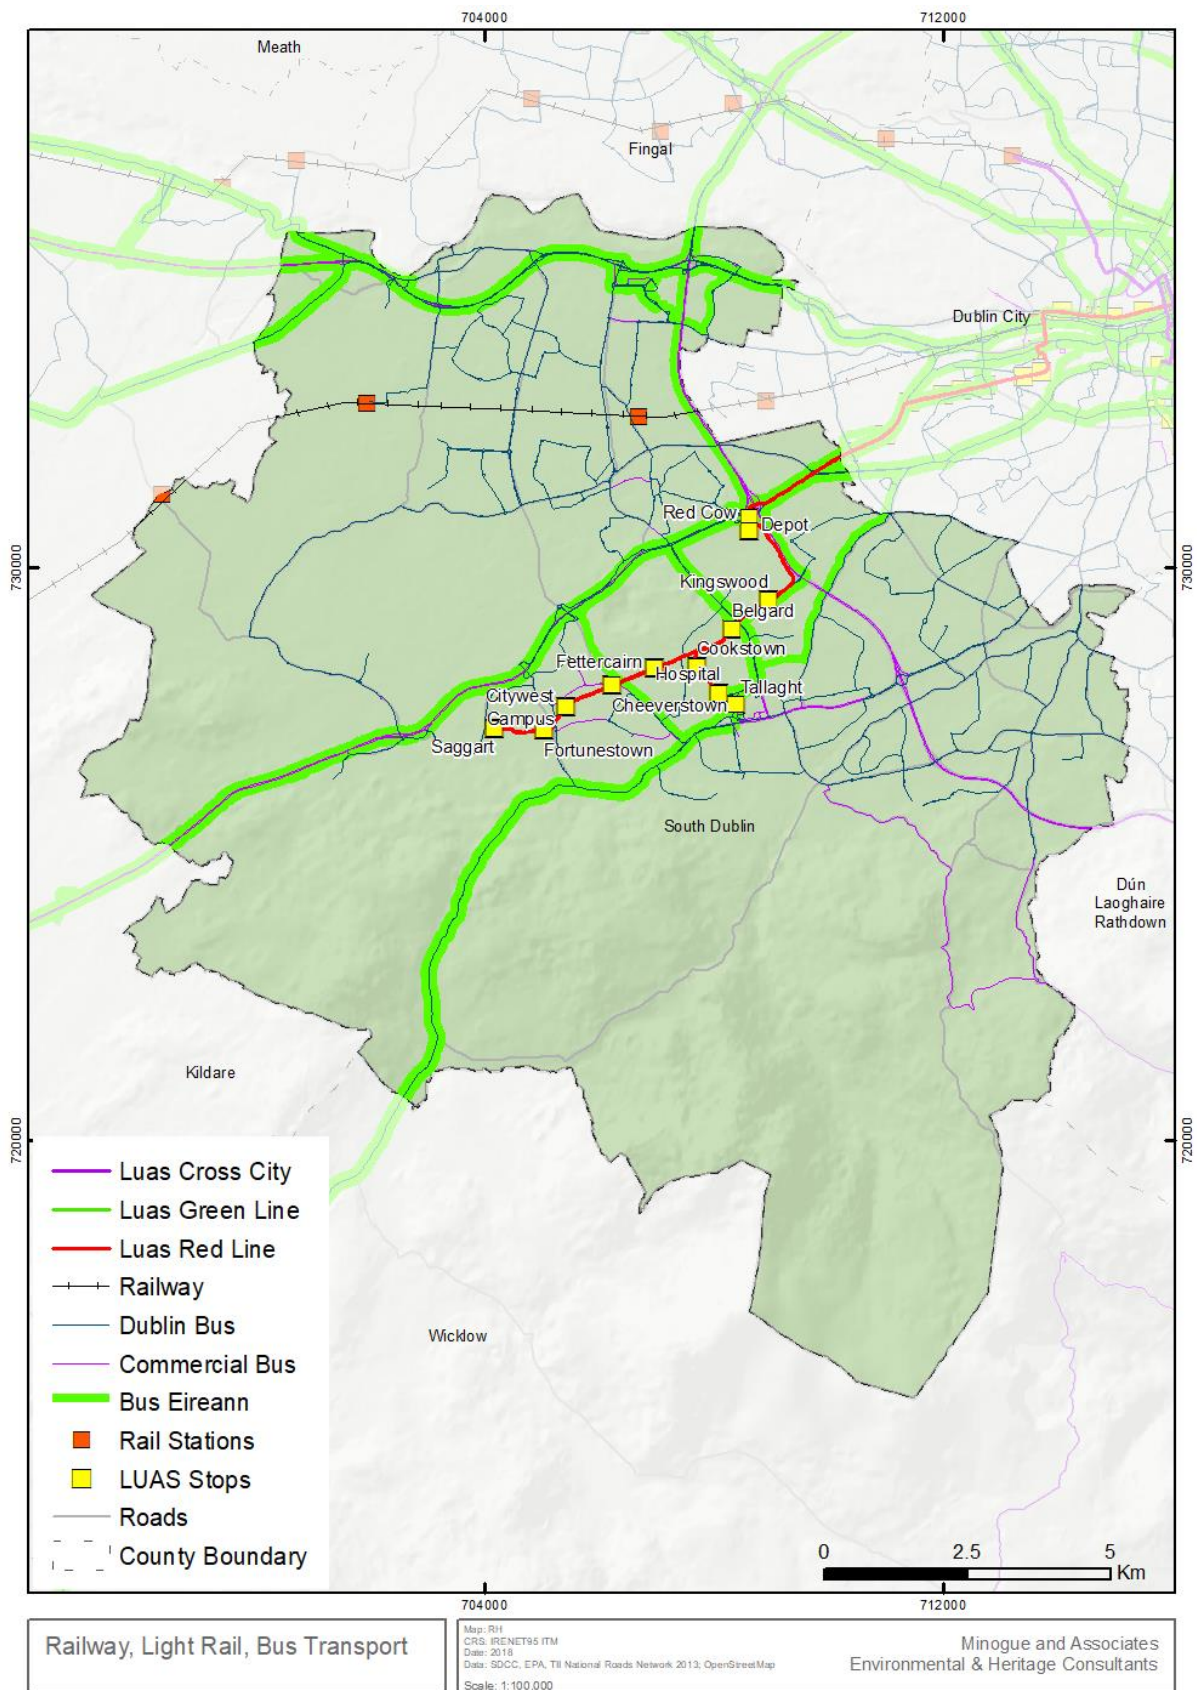 704000
712000
Meath
Fingal
Dublin City
Red Cow
Depot
730000
730000
Kingswood
Belgard
Cookstown
Fettercairn
Hospital
Tallaght
Citywest
Campus
Cheeverstown
Saggart
Fortunestown
South Dublin
Dún
Laoghaire
Rathdown
Kildare
720000
720000
Luas Cross City
Luas Green Line
Luas Red Line
Railway
Dublin Bus
Commercial Bus
Bus Eireann
Rail Stations
LUAS Stops
Roads
County Boundary
Wicklow
0 2.5 5
Km
704000
712000
Railway, Light Rail, Bus Transport
Map: RH
CRS: IRENET95 ITM
Date: 2018
Data: SDCC, EPA, TII National Roads Network 2013; OpenStreetMap
Scale: 1:100,000
Minogue and Associates
Environmental & Heritage Consultants